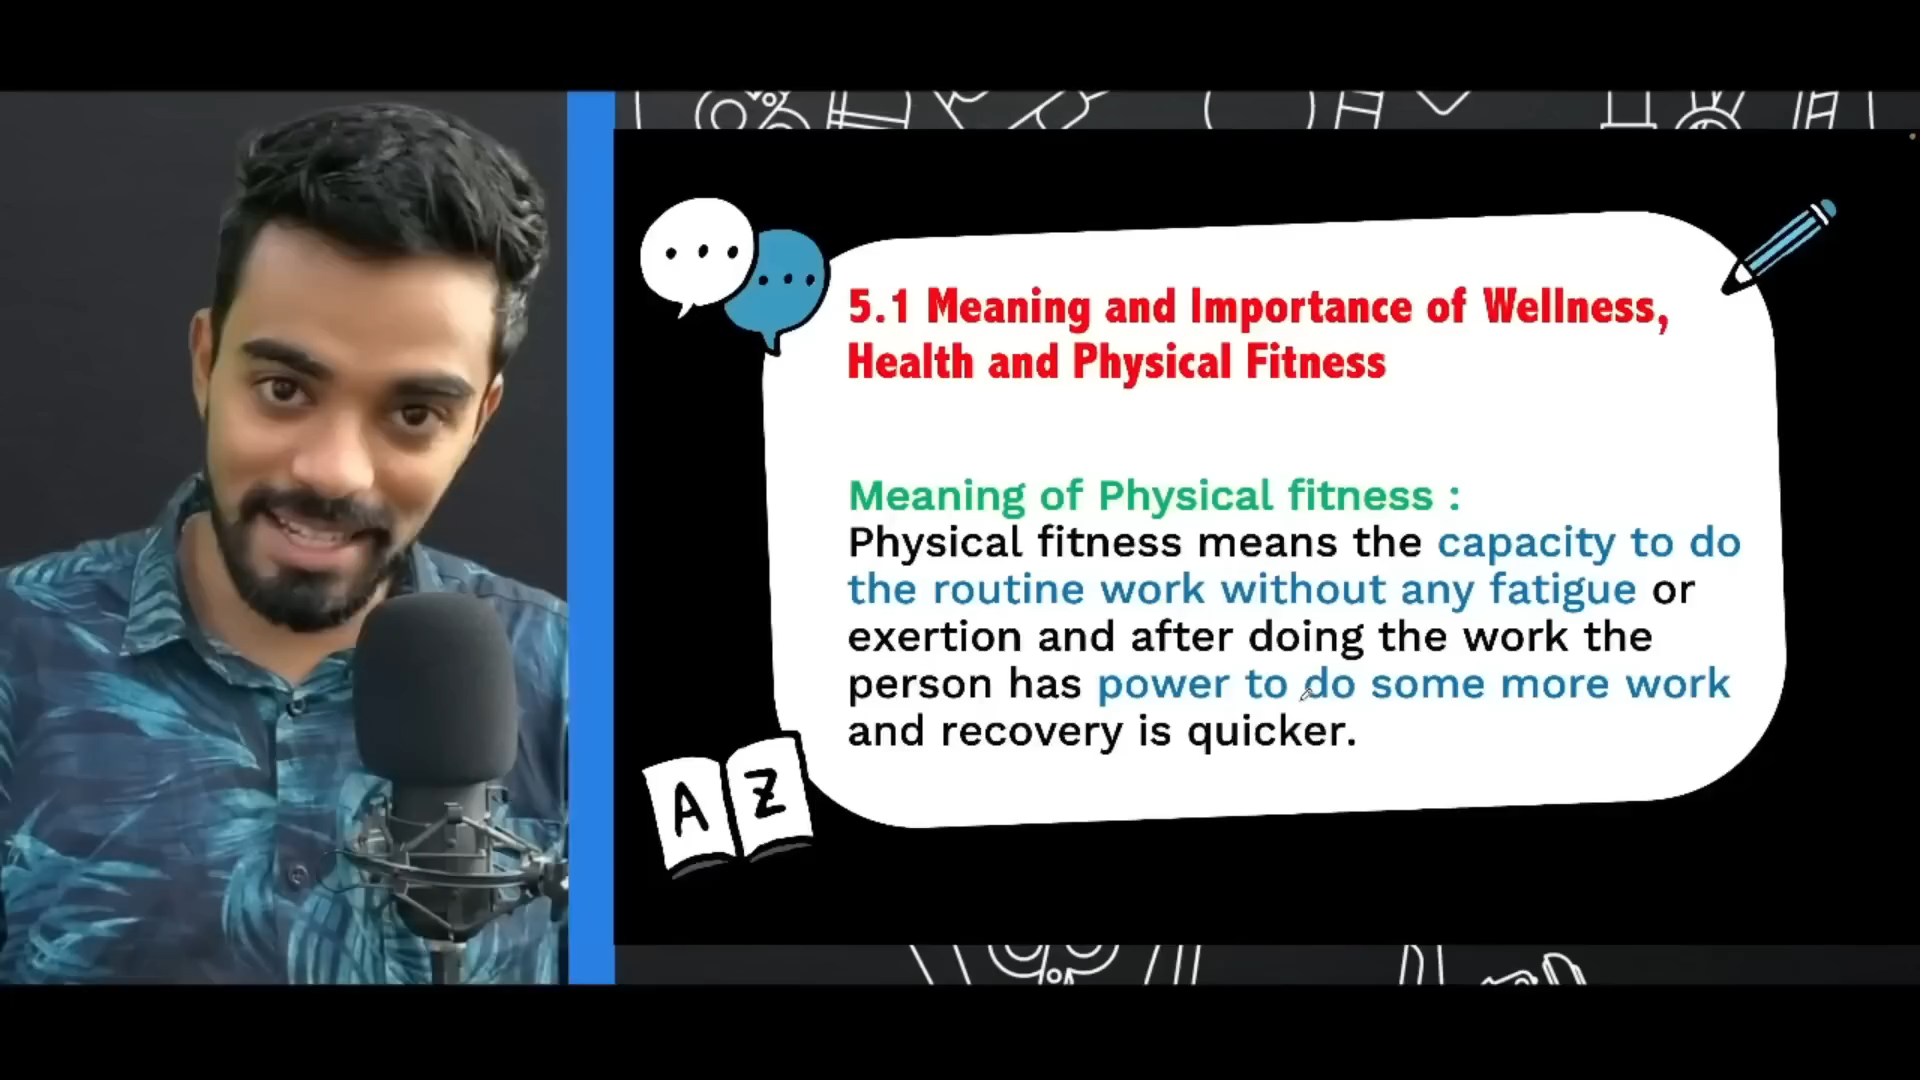 5.1 Meaning and Importance of Wellness,
Health and Physical Fitness
Meaning of Physical fitness :
Physical fitness means the capacity to do
the routine work without any fatigue or
exertion and after doing the work the
person has power to do some more work
and recovery is quicker.
A Z